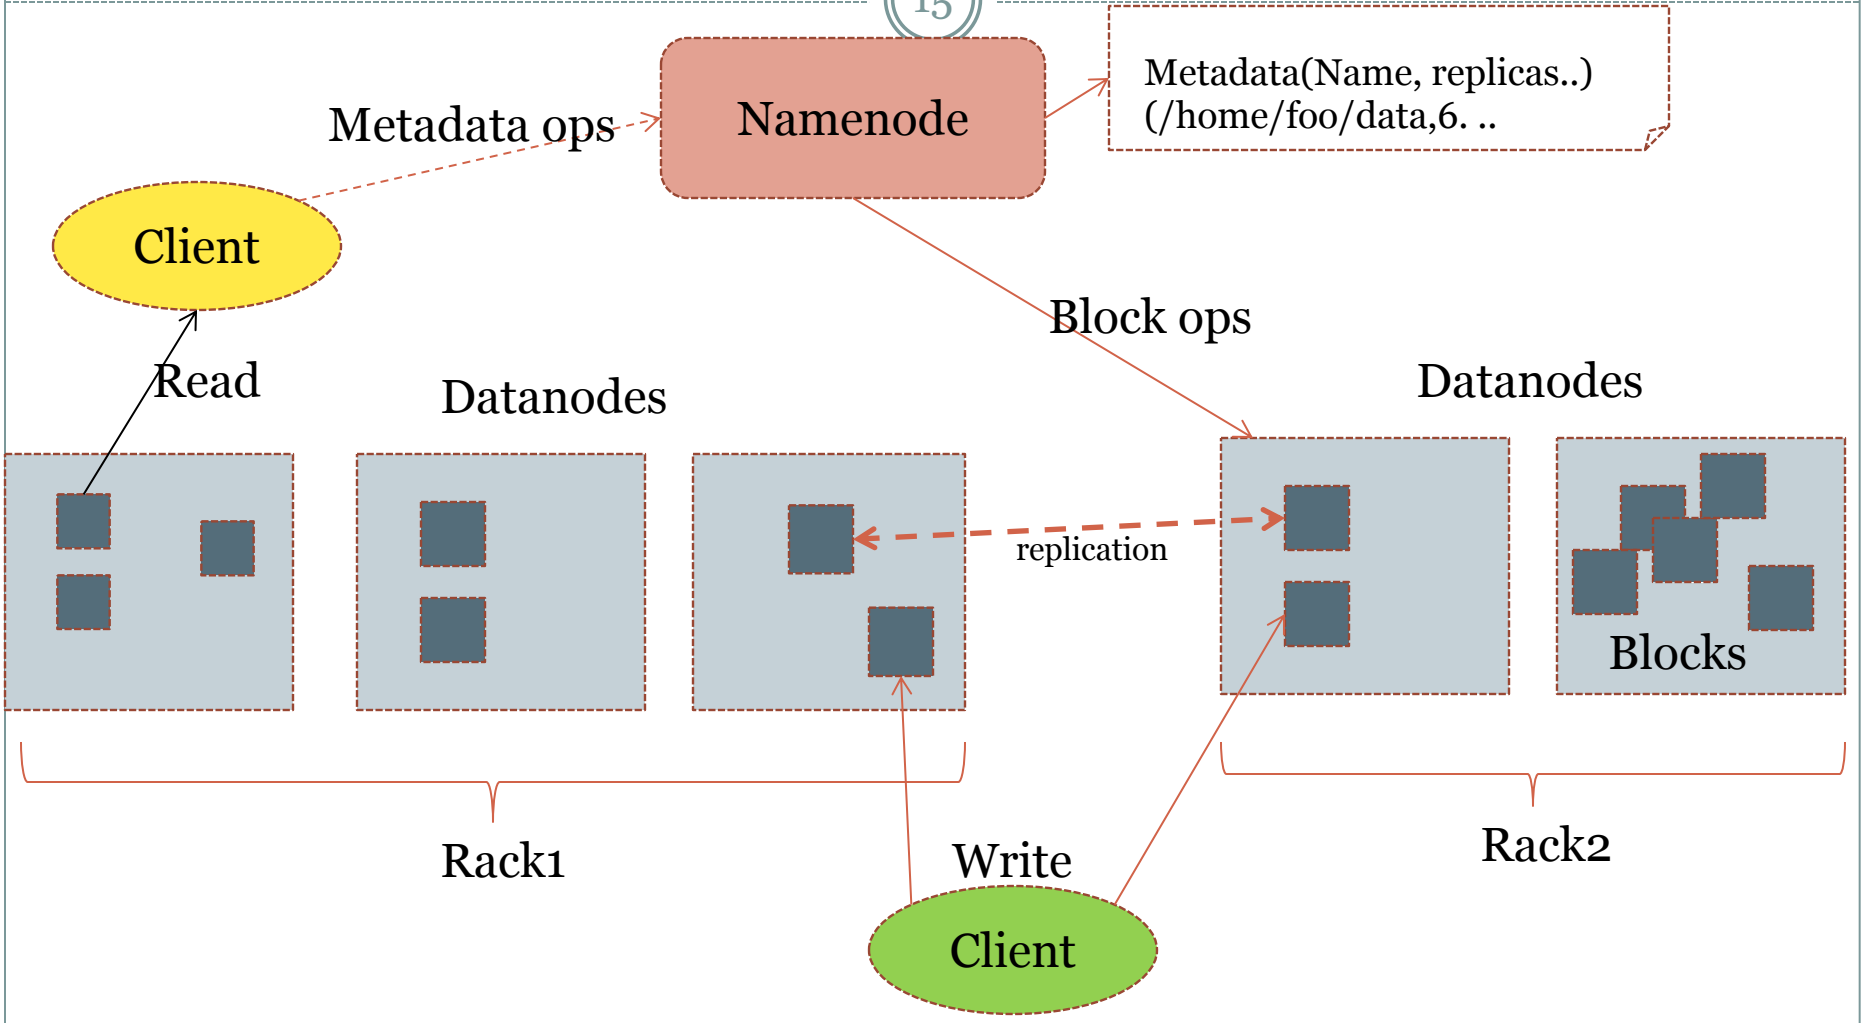 15
Metadata(Name, replicas..)
(/home/foo/data,6. ..
Namenode
Metadata ops
Client
Block ops
Read
Datanodes
Datanodes
replication
Blocks
Rack1
Write
Rack2
Client